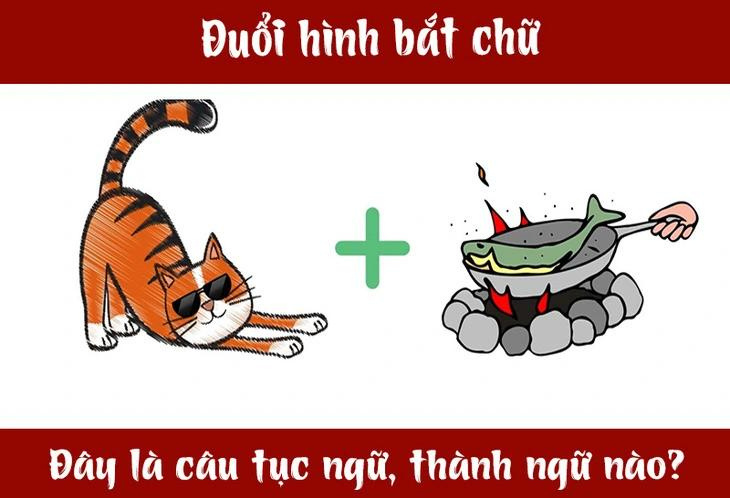 Đuổi hình bắt chữ
Đây là câu tục ngữ, thành ngữ nào?